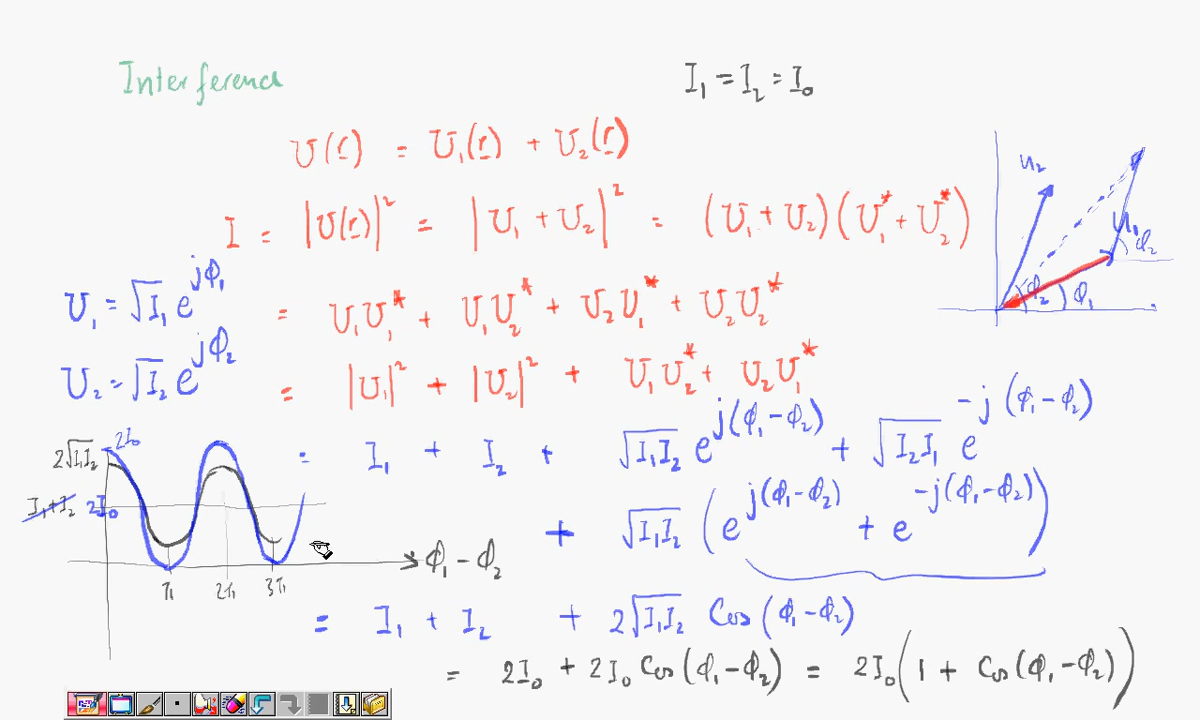 Interference
I₁ = I₂ = I₀
U(r) = U₁(r) + U₂(r)
I = |U(r)|² = |U₁ + U₂|² = (U₁ + U₂)(U₁* + U₂*)
U₁ = √I₁ e^{jΦ₁}
= U₁U₁* + U₁U₂* + U₂U₁* + U₂U₂*
U₂ = √I₂ e^{jΦ₂}
= |U₁|² + |U₂|² + U₁U₂* + U₂U₁*
= I₁ + I₂ + √I₁I₂ e^{j(Φ₁-Φ₂)} + √I₂I₁ e^{-j(Φ₁-Φ₂)}
+ √I₁I₂ (e^{j(Φ₁-Φ₂)} + e^{-j(Φ₁-Φ₂)})
= I₁ + I₂ + 2√I₁I₂ Cos(Φ₁-Φ₂)
= 2I₀ + 2I₀ Cos(Φ₁-Φ₂) = 2I₀(1 + Cos(Φ₁-Φ₂))
U₂
U₁
Φ₂
Φ₂
Φ₁
2√I₁I₂
2I₀
I₁+I₂
2I₀
Φ₁ - Φ₂
π
2π
3π